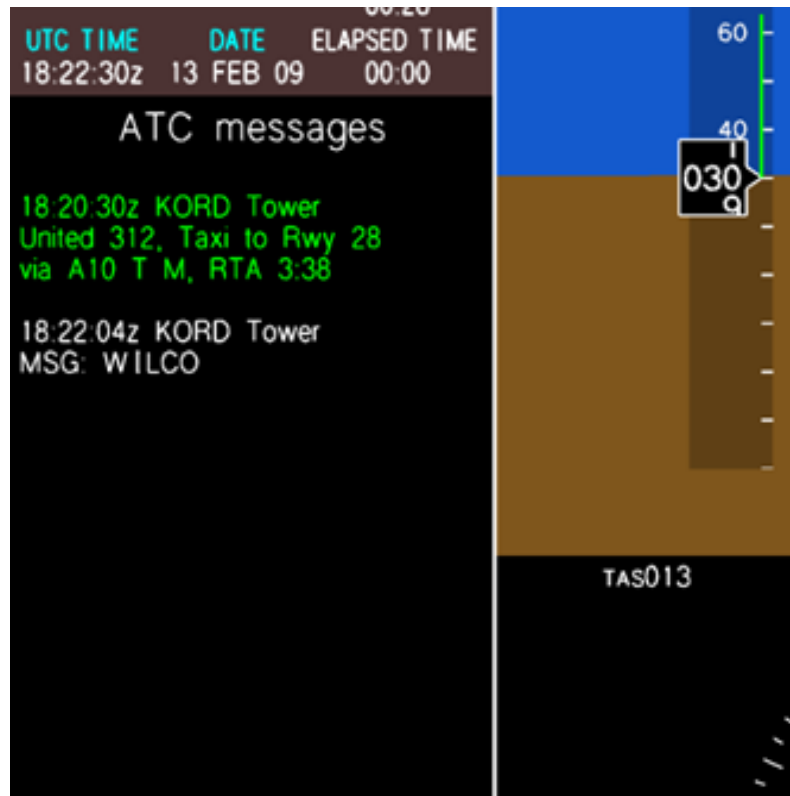 UTC TIME DATE ELAPSED TIME
18:22:30z 13 FEB 09 00:00
ATC messages
18:20:30z KORD Tower
United 312, Taxi to Rwy 28
via A10 T M, RTA 3:38
18:22:04z KORD Tower
MSG: WILCO
60
40
030
TAS013